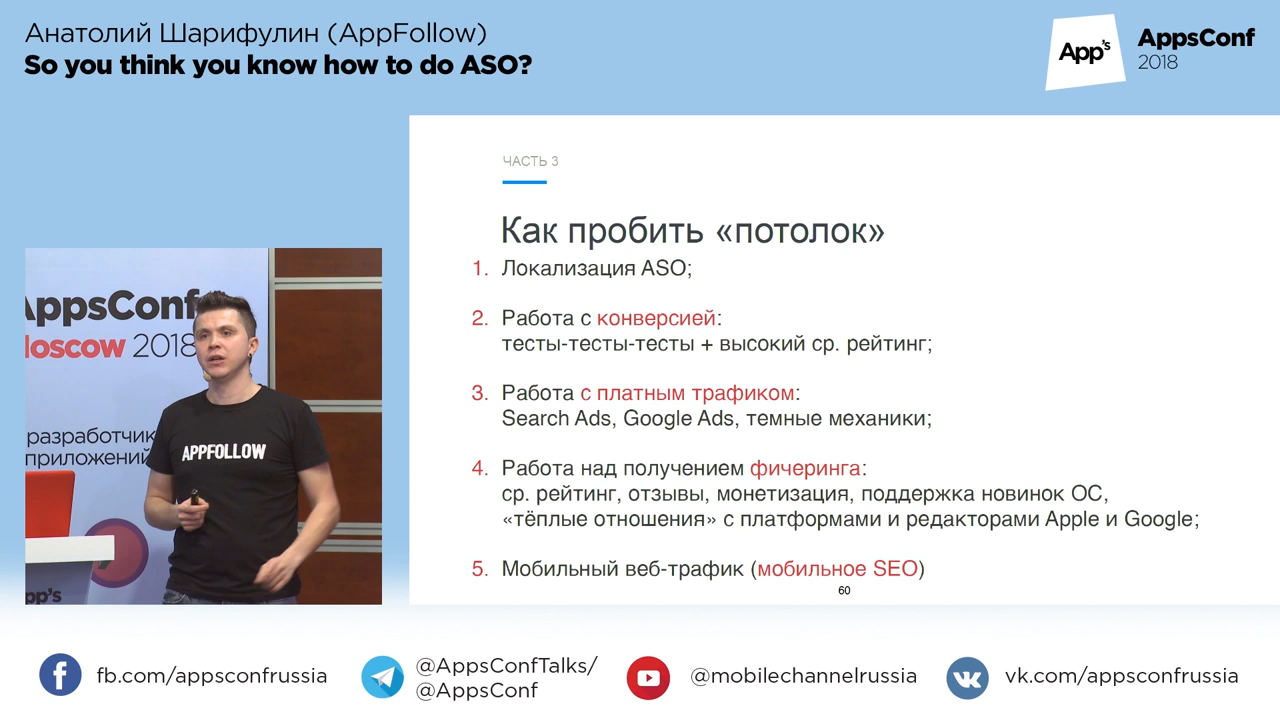 Анатолий Шарифулин (AppFollow)
So you think you know how to do ASO?
App's
AppsConf
2018
ЧАСТЬ 3
Как пробить «потолок»
1. Локализация ASO;
2. Работа с конверсией:
тесты-тесты-тесты + высокий ср. рейтинг;
3. Работа с платным трафиком:
Search Ads, Google Ads, темные механики;
4. Работа над получением фичеринга:
ср. рейтинг, отзывы, монетизация, поддержка новинок ОС,
«тёплые отношения» с платформами и редакторами Apple и Google;
5. Мобильный веб-трафик (мобильное SEO)
60
AppsConf
Moscow 2018
разработчик
приложений
APPFOLLOW
pp's
fb.com/appsconfrussia
@AppsConfTalks/
@AppsConf
@mobilechannelrussia
vk.com/appsconfrussia